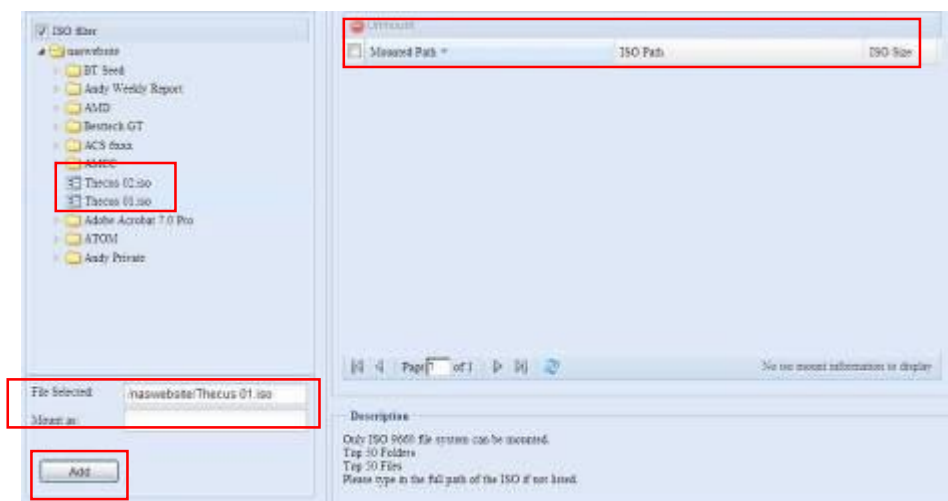 ISO filter
naswebsite
BT Seed
Andy Weekly Report
AMD
Besttech GT
ACS 6xxx
AMCC
Thecus 02.iso
Thecus 01.iso
Adobe Acrobat 7.0 Pro
ATOM
Andy Private
File Selected: /naswebsite/Thecus 01.iso
Mount as:
Add
Unmount
Mounted Path ISO Path ISO Size
Page 1 of 1
No iso mount information to display
Description
Only ISO 9660 file system can be mounted.
Top 50 Folders
Top 50 Files
Please type in the full path of the ISO if not listed.